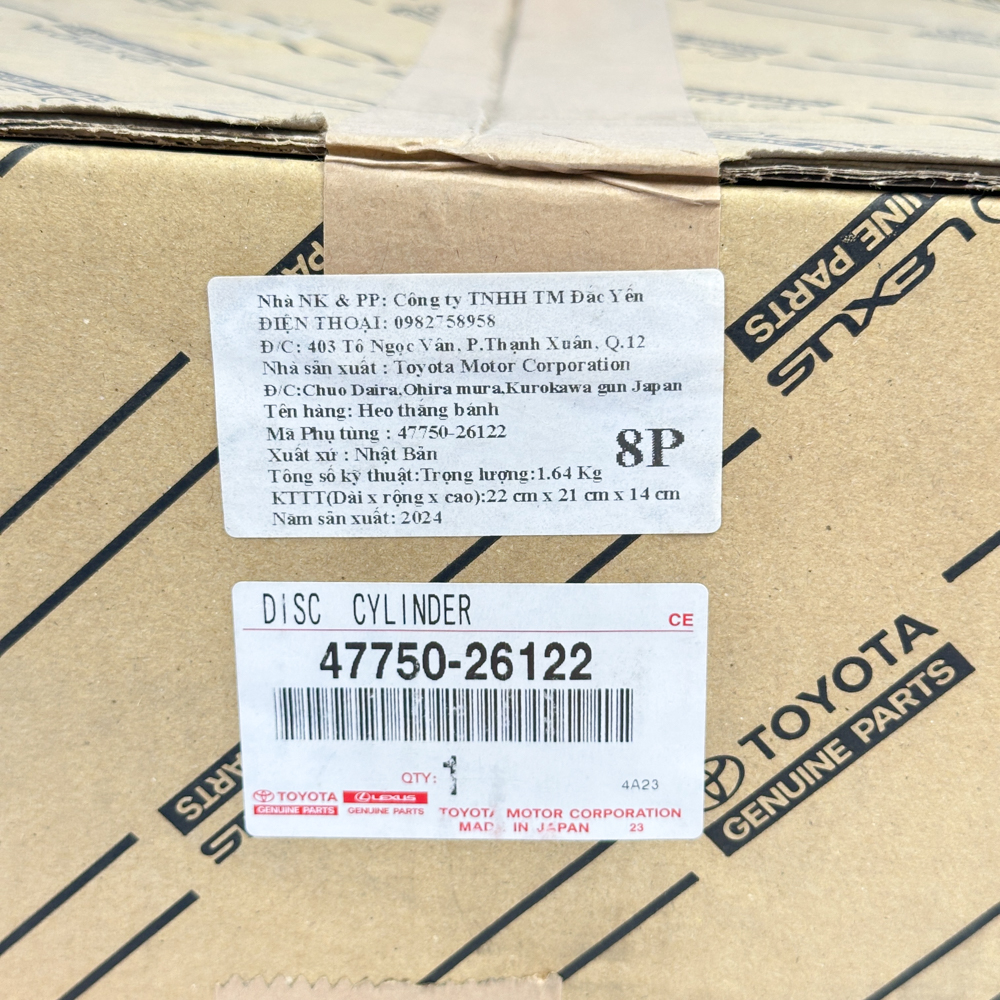 GENUINE PARTS
LEXUS
Nhà NK & PP: Công ty TNHH TM Đắc Yến
ĐIỆN THOẠI: 0982758958
Đ/C: 403 Tô Ngọc Vân, P.Thạnh Xuân, Q.12
Nhà sản xuất : Toyota Motor Corporation
Đ/C:Chuo Daira,Ohira mura,Kurokawa gun Japan
Tên hàng: Heo thắng bánh
Mã Phụ tùng : 47750-26122
Xuất xứ : Nhật Bản
8P
Tông số kỹ thuật:Trọng lượng:1.64 Kg
KTTT(Dài x rộng x cao):22 cm x 21 cm x 14 cm
Năm sản xuất: 2024
DISC CYLINDER
CE
47750-26122
QTY: 1
4A23
TOYOTA LEXUS
GENUINE PARTS GENUINE PARTS
TOYOTA MOTOR CORPORATION
MADE IN JAPAN 23
TOYOTA
GENUINE PARTS
PARTS